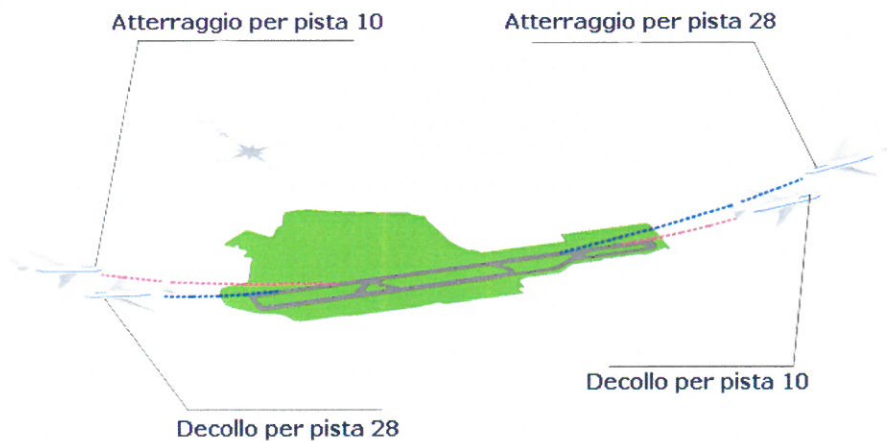 Atterraggio per pista 10
Atterraggio per pista 28
Decollo per pista 10
Decollo per pista 28